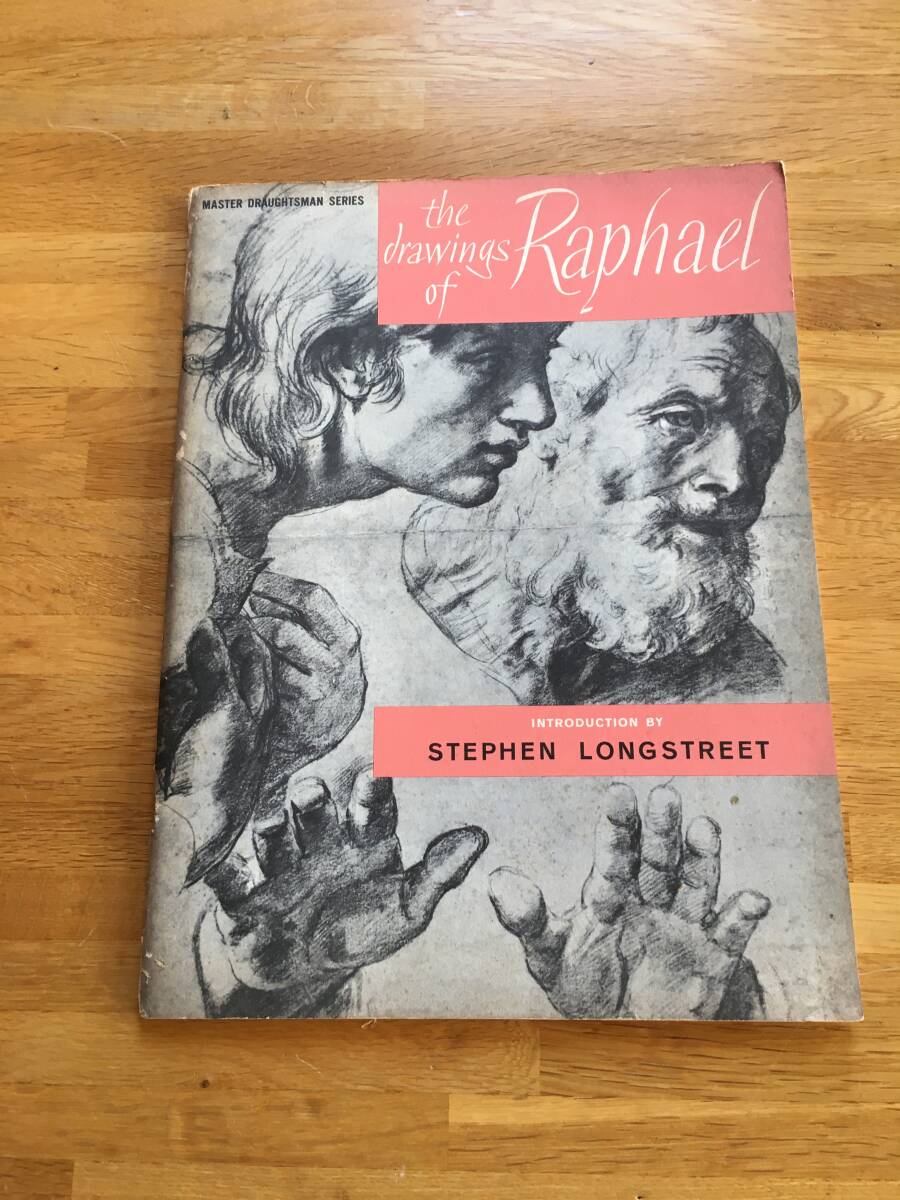 MASTER DRAUGHTSMAN SERIES
the
drawings
of
Raphael
INTRODUCTION BY
STEPHEN LONGSTREET